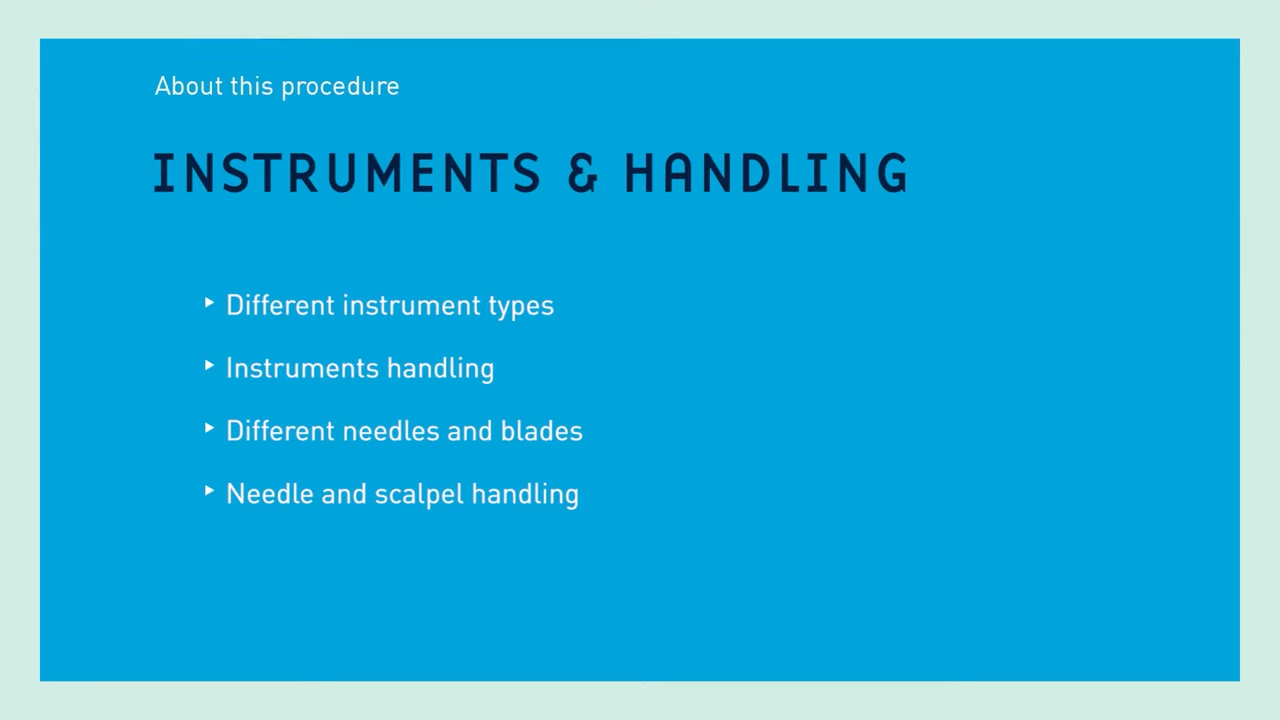 About this procedure
INSTRUMENTS & HANDLING
‣ Different instrument types
‣ Instruments handling
‣ Different needles and blades
‣ Needle and scalpel handling